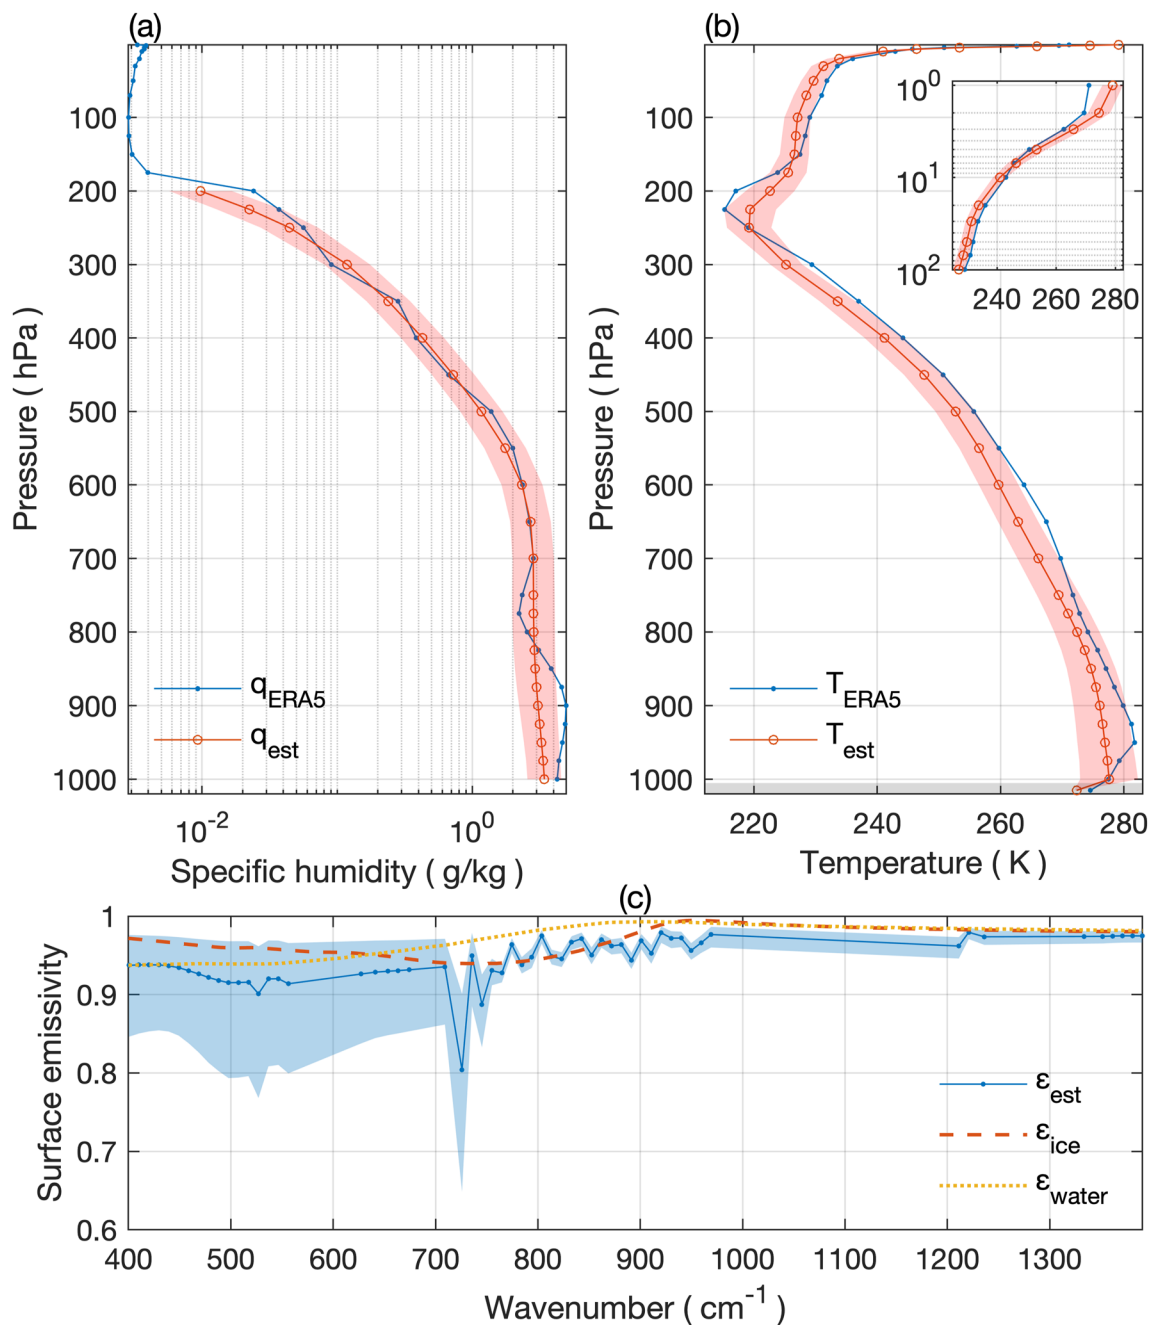 (a)
(b)
100
200
300
400
500
600
700
800
900
1000
Pressure ( hPa )
q_ERA5
q_est
10^-2
10^0
Specific humidity ( g/kg )
100
200
300
400
500
600
700
800
900
1000
Pressure ( hPa )
10^0
10^1
10^2
240
260
280
T_ERA5
T_est
220
240
260
280
Temperature ( K )
(c)
1
0.9
0.8
0.7
0.6
Surface emissivity
ε_est
ε_ice
ε_water
400
500
600
700
800
900
1000
1100
1200
1300
Wavenumber ( cm^-1 )